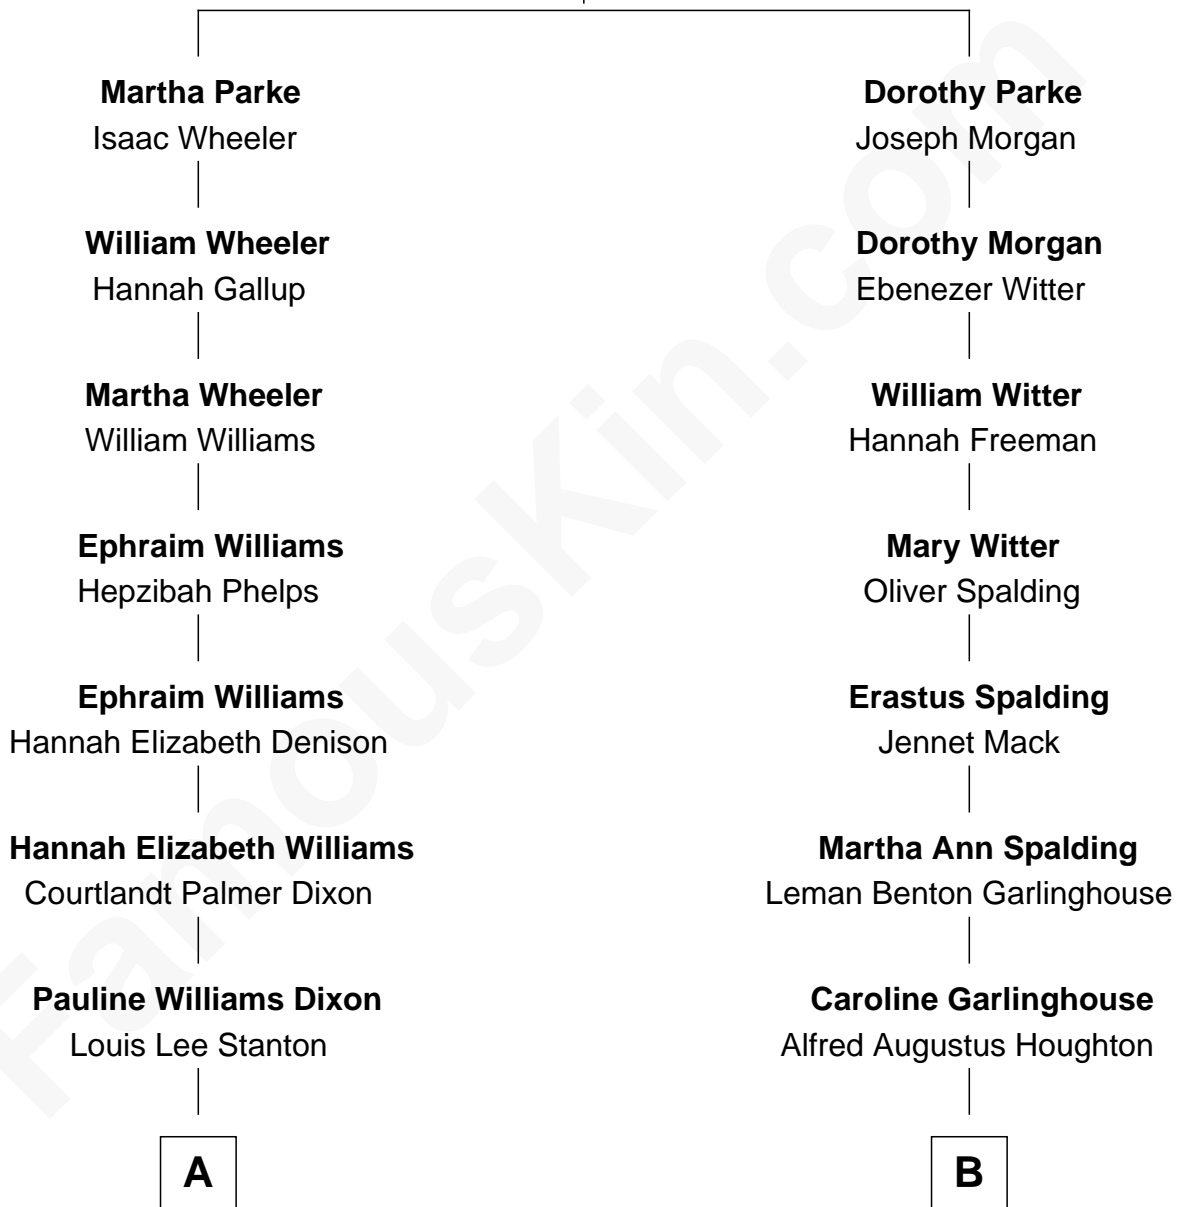 Martha Parke
Isaac Wheeler
William Wheeler
Hannah Gallup
Martha Wheeler
William Williams
Ephraim Williams
Hepzibah Phelps
Ephraim Williams
Hannah Elizabeth Denison
Hannah Elizabeth Williams
Courtlandt Palmer Dixon
Pauline Williams Dixon
Louis Lee Stanton
A
Dorothy Parke
Joseph Morgan
Dorothy Morgan
Ebenezer Witter
William Witter
Hannah Freeman
Mary Witter
Oliver Spalding
Erastus Spalding
Jennet Mack
Martha Ann Spalding
Leman Benton Garlinghouse
Caroline Garlinghouse
Alfred Augustus Houghton
B
FamousKin.com